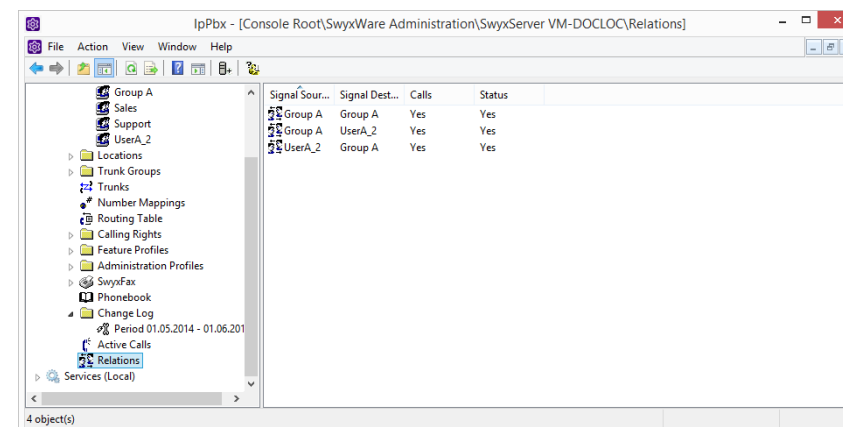 IpPbx - [Console Root\SwyxWare Administration\SwyxServer VM-DOCLOC\Relations]
File Action View Window Help
Group A
Sales
Support
UserA_2
Locations
Trunk Groups
Trunks
Number Mappings
Routing Table
Calling Rights
Feature Profiles
Administration Profiles
SwyxFax
Phonebook
Change Log
Period 01.05.2014 - 01.06.201
Active Calls
Relations
Services (Local)
Signal Sour... Signal Dest... Calls Status
Group A Group A Yes Yes
Group A UserA_2 Yes Yes
UserA_2 Group A Yes Yes
4 object(s)